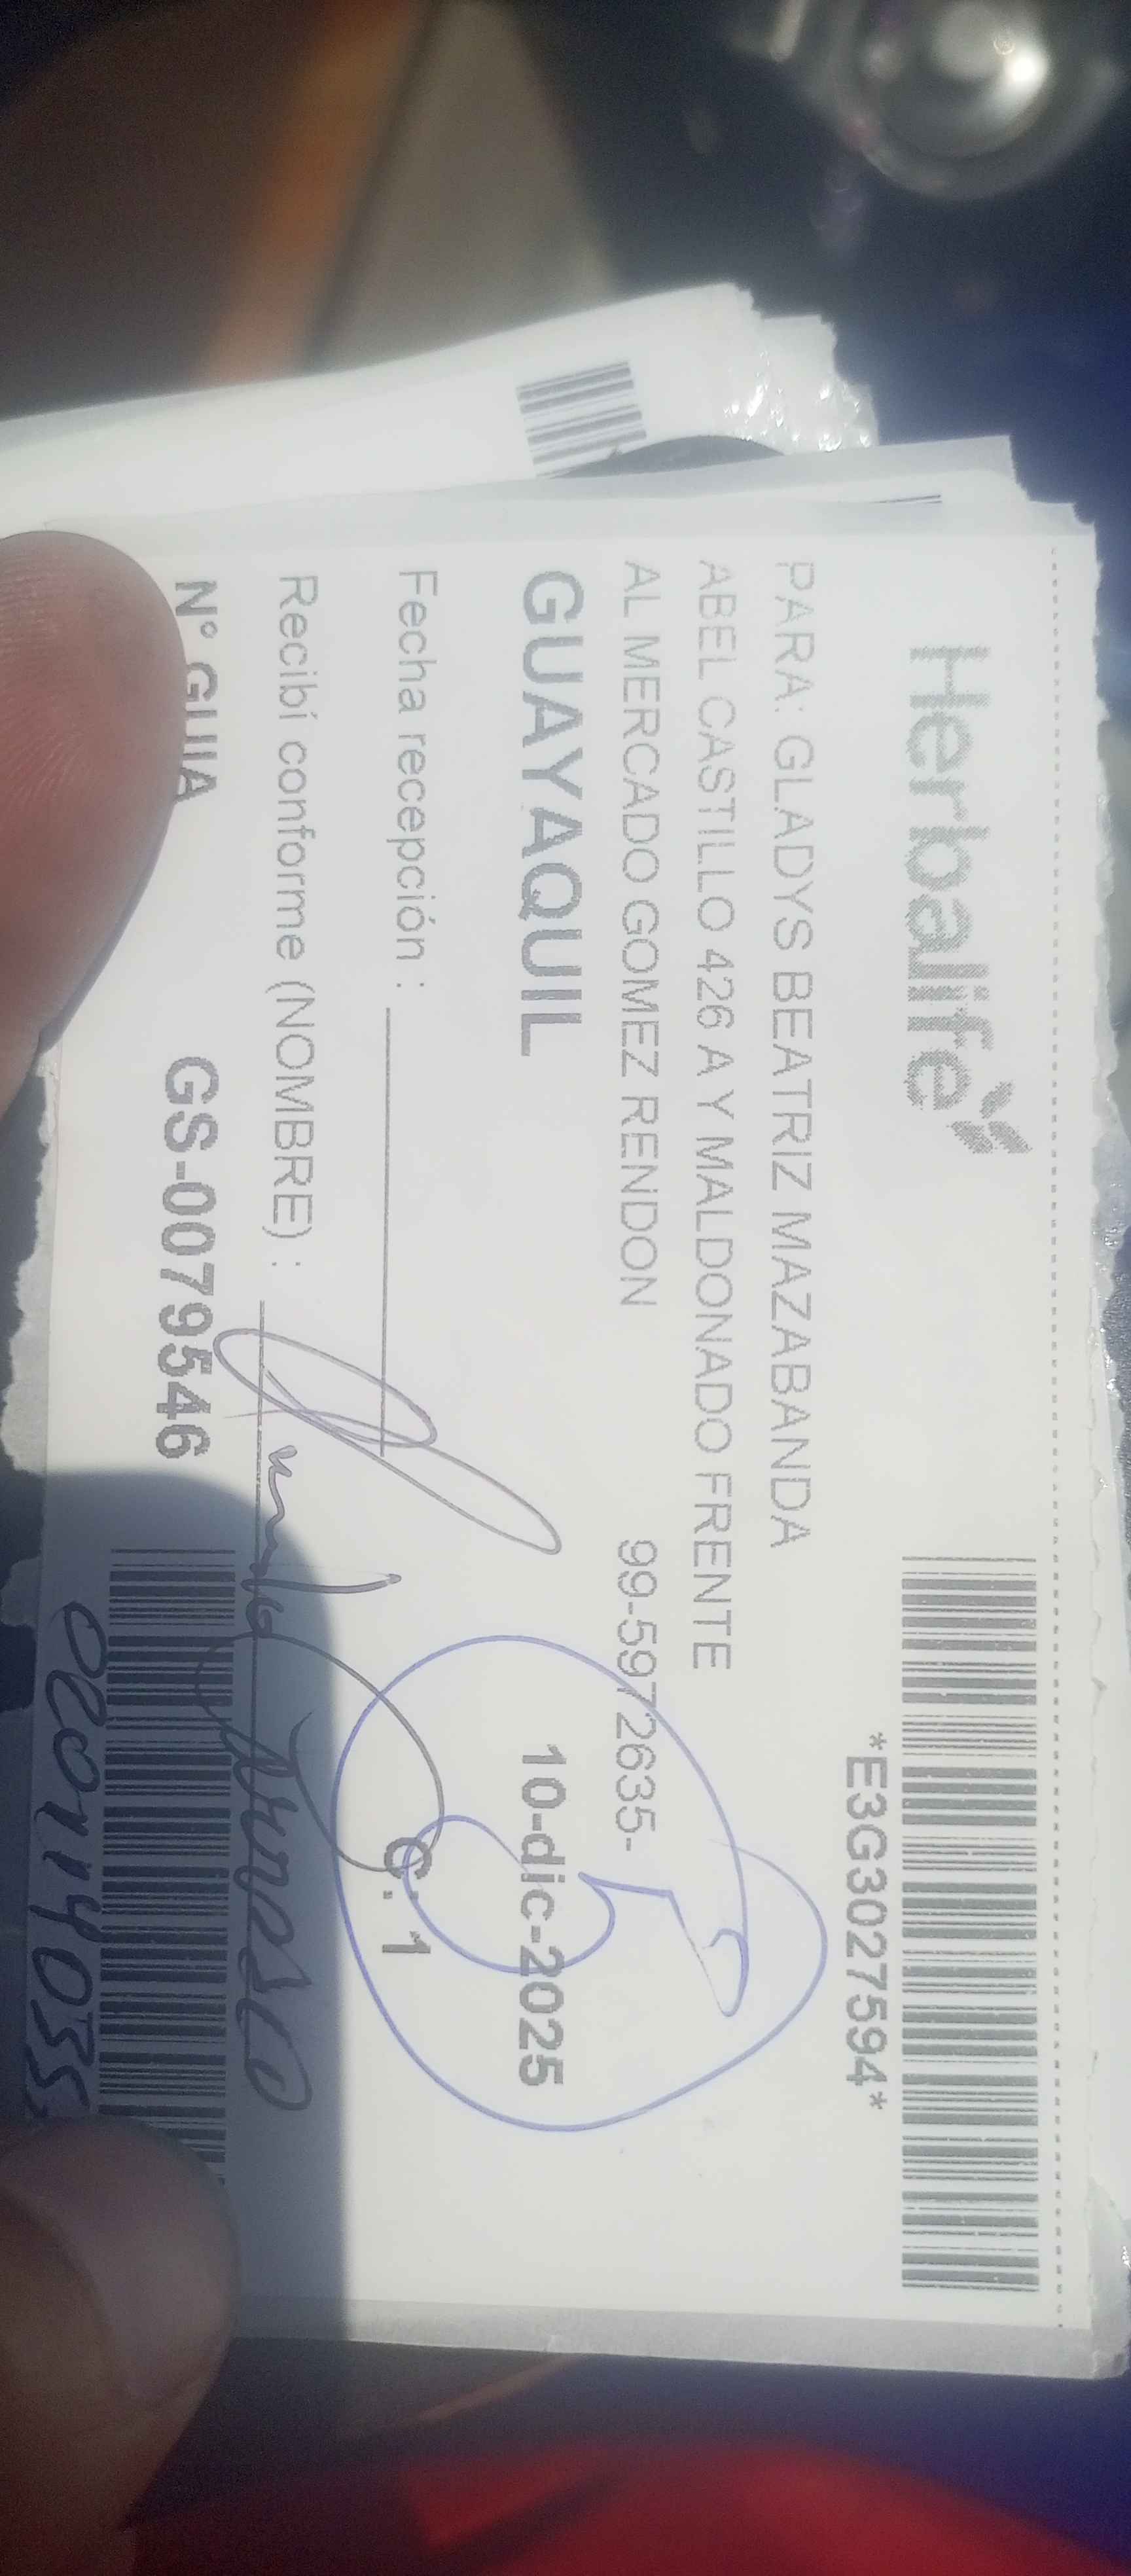 Herbalife
*E3G3027594*
PARA: GLADYS BEATRIZ MAZABANDA
ABEL CASTILLO 426 A Y MALDONADO FRENTE
AL MERCADO GOMEZ RENDON 99-5972635-
GUAYAQUIL 10-dic-2025
Fecha recepción : C: 1
Recibí conforme (NOMBRE) :
N° GUIA GS-0079546